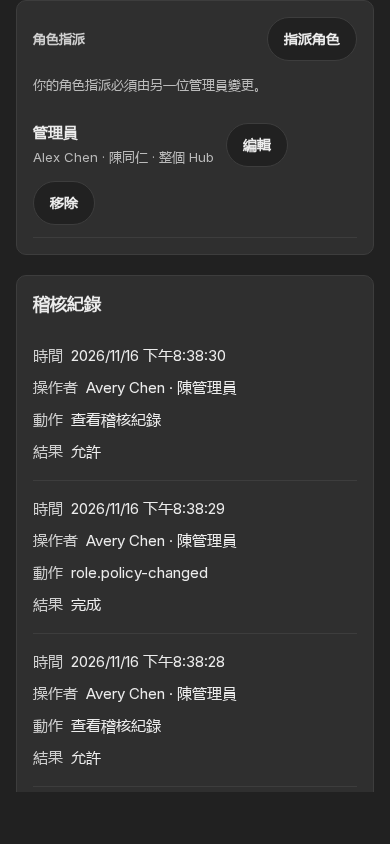 角色指派
指派角色
你的角色指派必須由另一位管理員變更。
管理員
Alex Chen · 陳同仁 · 整個 Hub
編輯
移除
稽核紀錄
時間 2026/11/16 下午8:38:30
操作者 Avery Chen · 陳管理員
動作 查看稽核紀錄
結果 允許
時間 2026/11/16 下午8:38:29
操作者 Avery Chen · 陳管理員
動作 role.policy-changed
結果 完成
時間 2026/11/16 下午8:38:28
操作者 Avery Chen · 陳管理員
動作 查看稽核紀錄
結果 允許